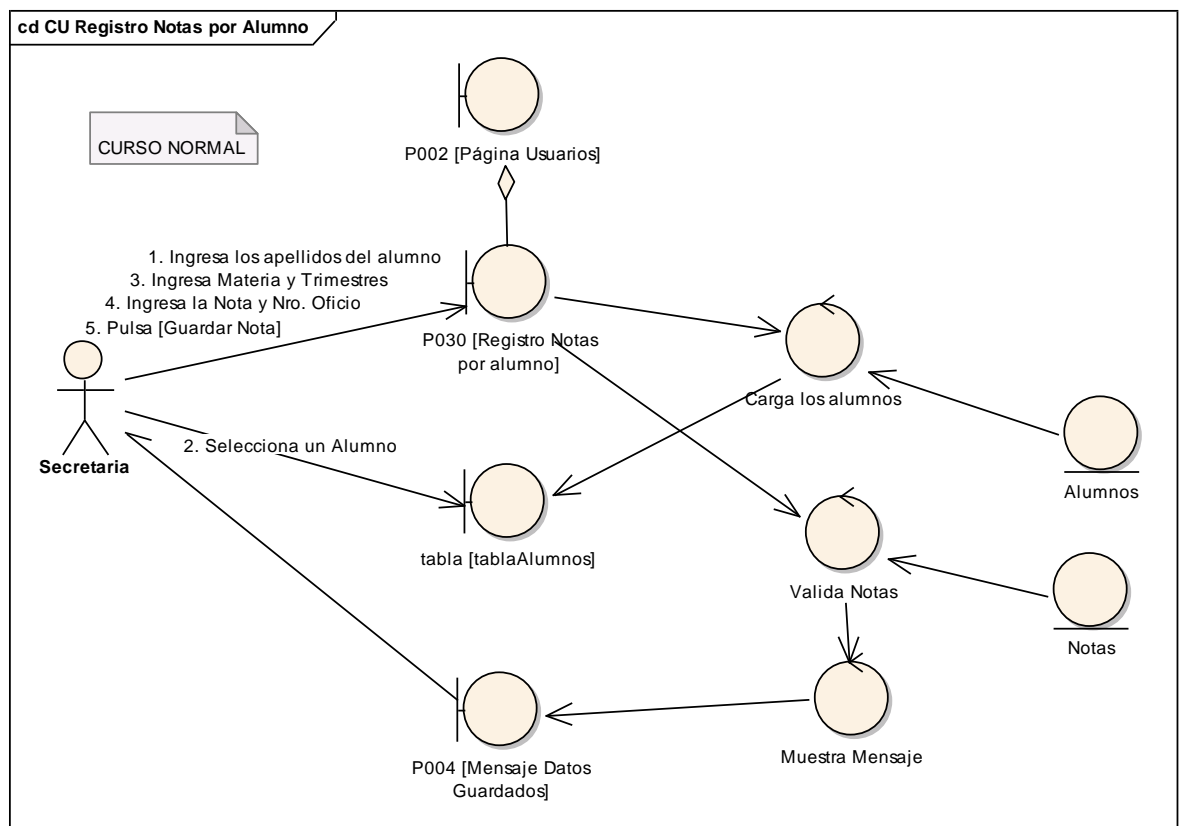 cd CU Registro Notas por Alumno
CURSO NORMAL
P002 [Página Usuarios]
1. Ingresa los apellidos del alumno
3. Ingresa Materia y Trimestres
4. Ingresa la Nota y Nro. Oficio
5. Pulsa [Guardar Nota]
P030 [Registro Notas
por alumno]
Carga los alumnos
Secretaria
2. Selecciona un Alumno
Alumnos
tabla [tablaAlumnos]
Valida Notas
Notas
P004 [Mensaje Datos
Guardados]
Muestra Mensaje